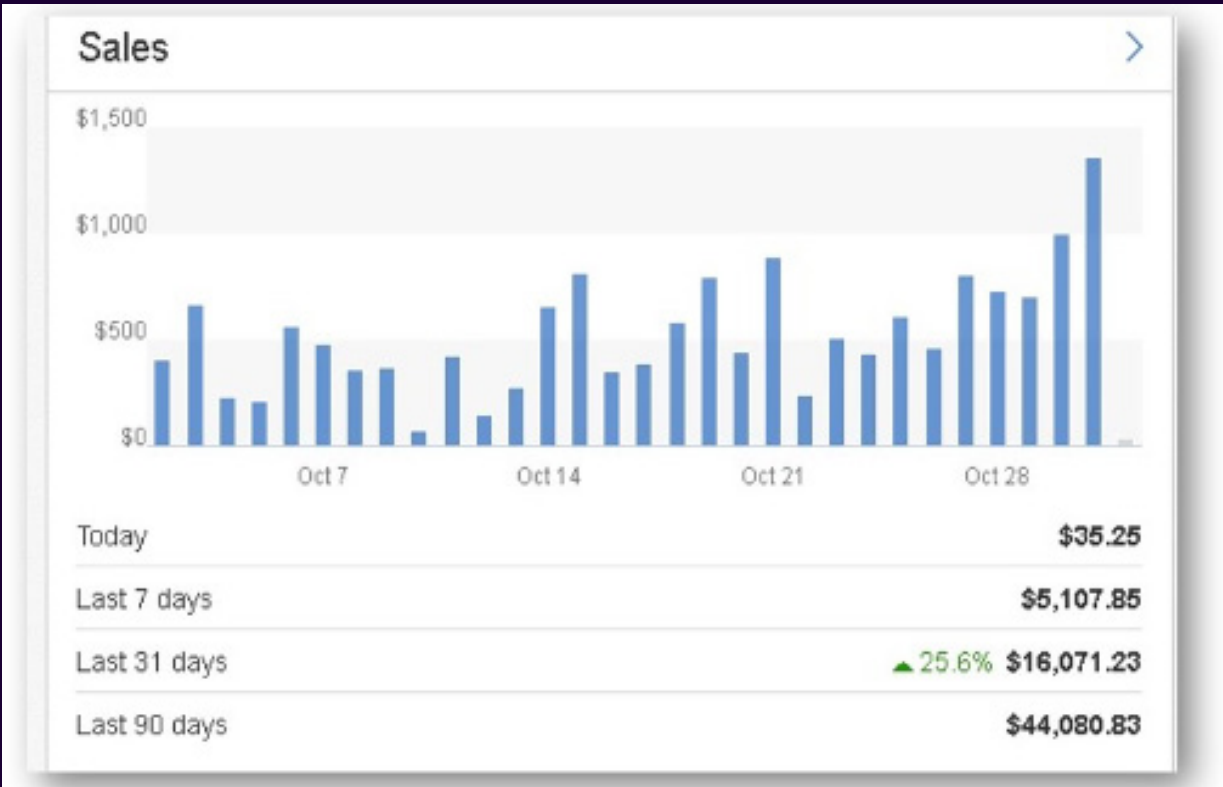 Sales
$1,500
$1,000
$500
$0
Oct 7 Oct 14 Oct 21 Oct 28
Today $35.25
Last 7 days $5,107.85
Last 31 days 25.6% $16,071.23
Last 90 days $44,080.83